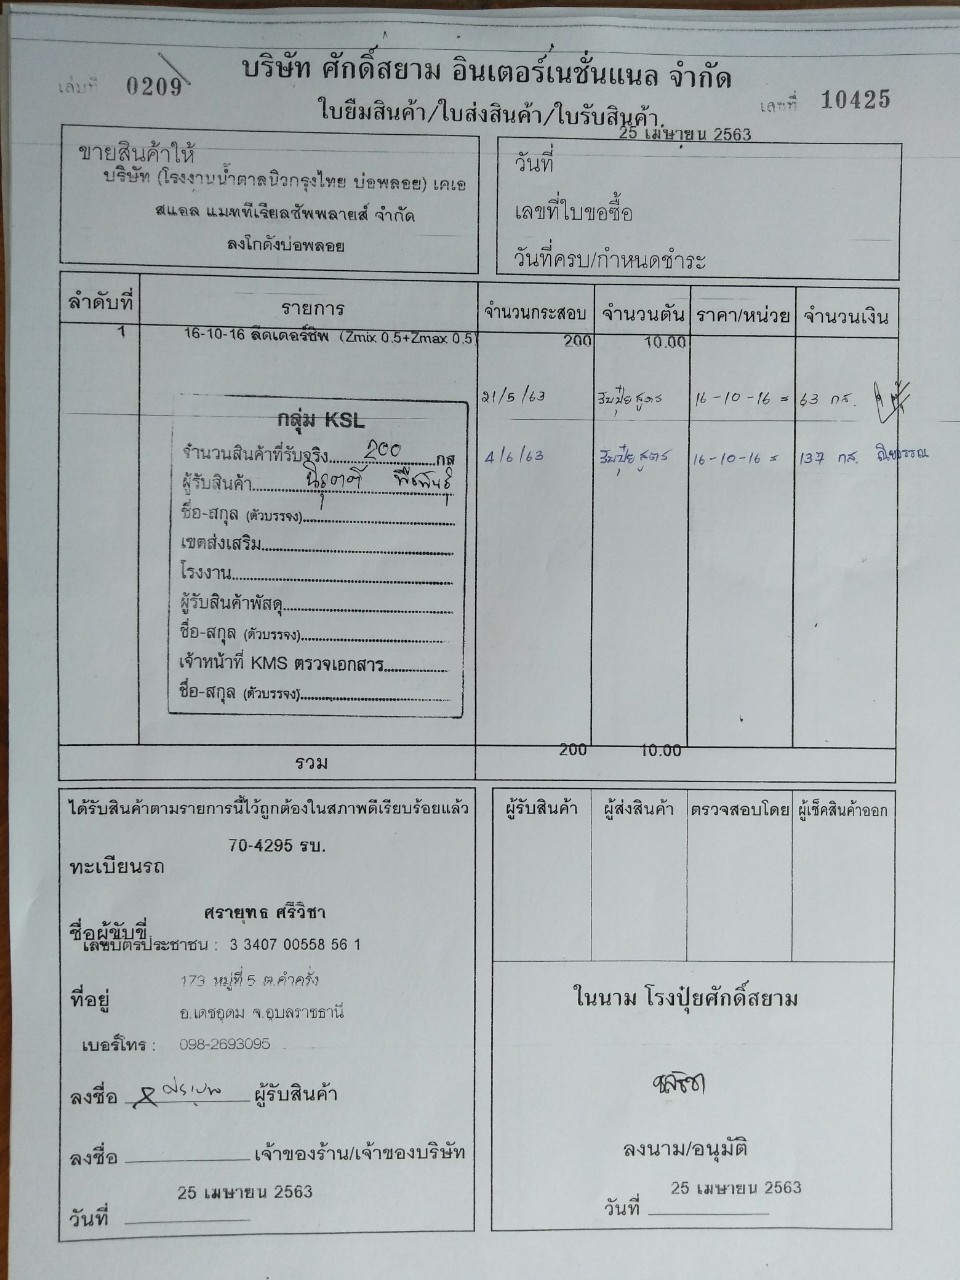 เล่มที่ 0209
บริษัท ศักดิ์สยาม อินเตอร์เนชั่นแนล จำกัด
เลขที่ 10425
ใบยืมสินค้า/ใบส่งสินค้า/ใบรับสินค้า
ขายสินค้าให้
บริษัท (โรงงานน้ำตาลนิวกรุงไทย บ่อพลอย) เคเอ
สแอล แมททีเรียลซัพพลายส์ จำกัด
ลงโกดังบ่อพลอย
25 เมษายน 2563
วันที่
เลขที่ใบขอซื้อ
วันที่ครบ/กำหนดชำระ
ลำดับที่ รายการ จำนวนกระสอบ จำนวนตัน ราคา/หน่วย จำนวนเงิน
1 16-10-16 ลีดเดอร์ชิพ (Zmix 0.5+Zmax 0.5) 200 10.00
21/5/63 รับปุ๋ยสูตร 16-10-16 = 63 กส.
4/6/63 รับปุ๋ยสูตร 16-10-16 = 137 กส.
กลุ่ม KSL
จำนวนสินค้าที่รับจริง 200 กส
ผู้รับสินค้า
ชื่อ-สกุล (ตัวบรรจง)
เขตส่งเสริม
โรงงาน
ผู้รับสินค้าพัสดุ
ชื่อ-สกุล (ตัวบรรจง)
เจ้าหน้าที่ KMS ตรวจเอกสาร
ชื่อ-สกุล (ตัวบรรจง)
รวม 200 10.00
ได้รับสินค้าตามรายการนี้ไว้ถูกต้องในสภาพดีเรียบร้อยแล้ว
70-4295 รบ.
ทะเบียนรถ
ศรายุทธ ศรีวิชา
ชื่อผู้ขับขี่
เลขบัตรประชาชน : 3 3407 00558 56 1
173 หมู่ที่ 5 ต.คำครั่ง
ที่อยู่
อ.เดชอุดม จ.อุบลราชธานี
เบอร์โทร : 098-2693095
ลงชื่อ ผู้รับสินค้า
ลงชื่อ เจ้าของร้าน/เจ้าของบริษัท
25 เมษายน 2563
วันที่
ผู้รับสินค้า ผู้ส่งสินค้า ตรวจสอบโดย ผู้เช็คสินค้าออก
ในนาม โรงปุ๋ยศักดิ์สยาม
ลงนาม/อนุมัติ
25 เมษายน 2563
วันที่